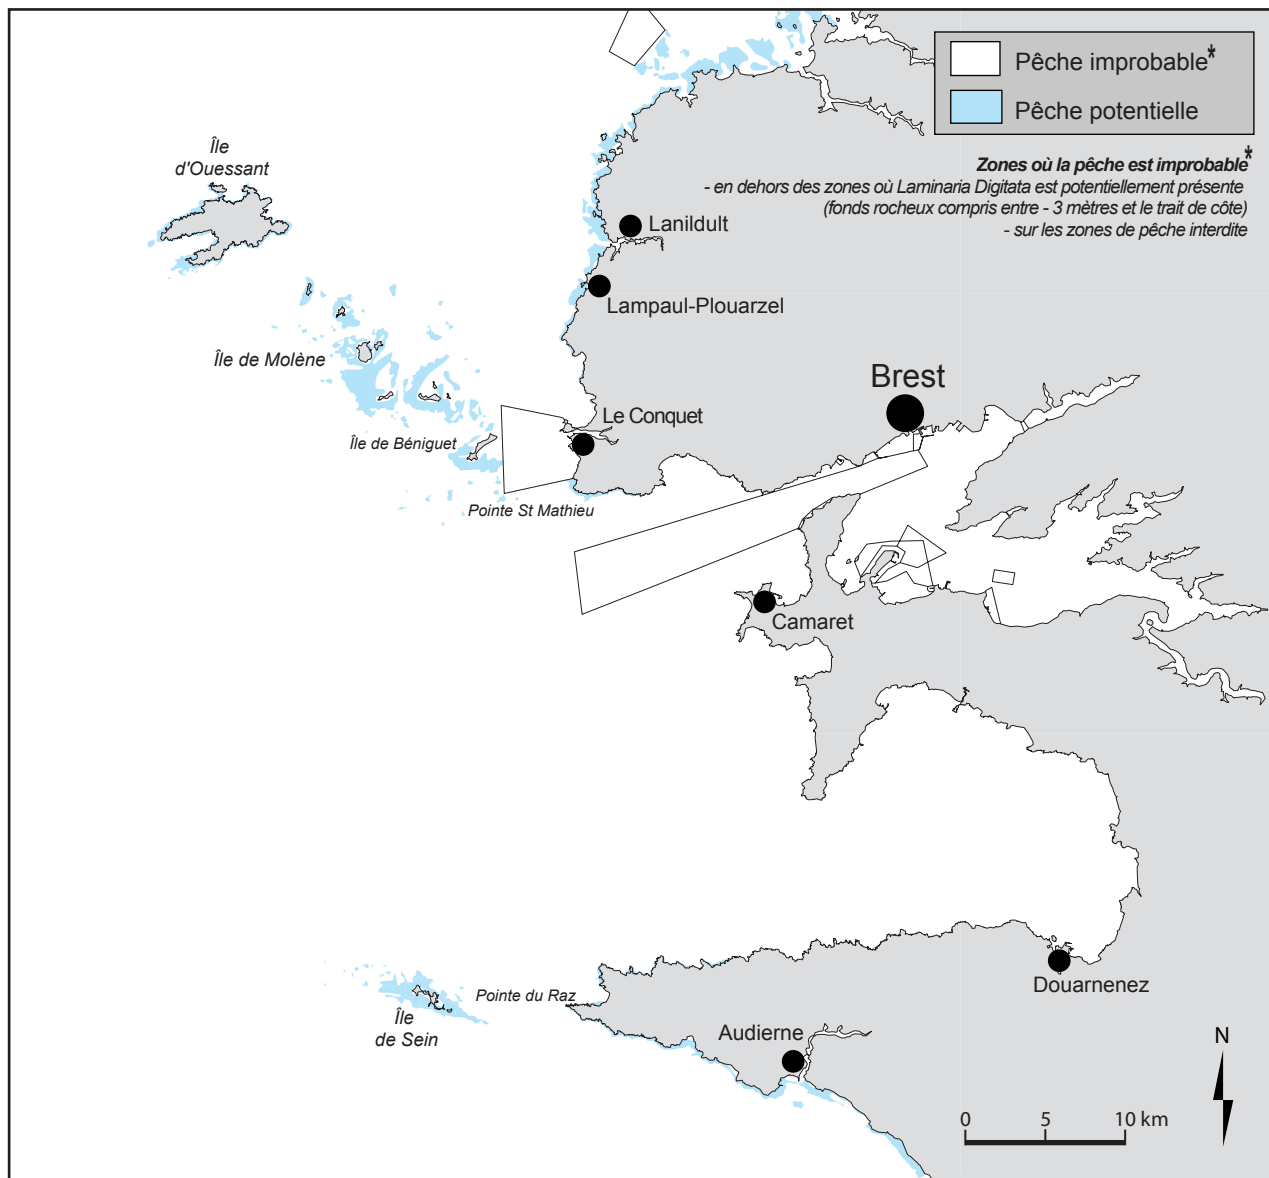 Pêche improbable*
Pêche potentielle
Zones où la pêche est improbable*
- en dehors des zones où Laminaria Digitata est potentiellement présente
(fonds rocheux compris entre - 3 mètres et le trait de côte)
- sur les zones de pêche interdite
Île
d'Ouessant
Lanildult
Lampaul-Plouarzel
Île de Molène
Brest
Le Conquet
Île de Béniguet
Pointe St Mathieu
Camaret
Douarnenez
Pointe du Raz
Île
de Sein
Audierne
N
0 5 10 km